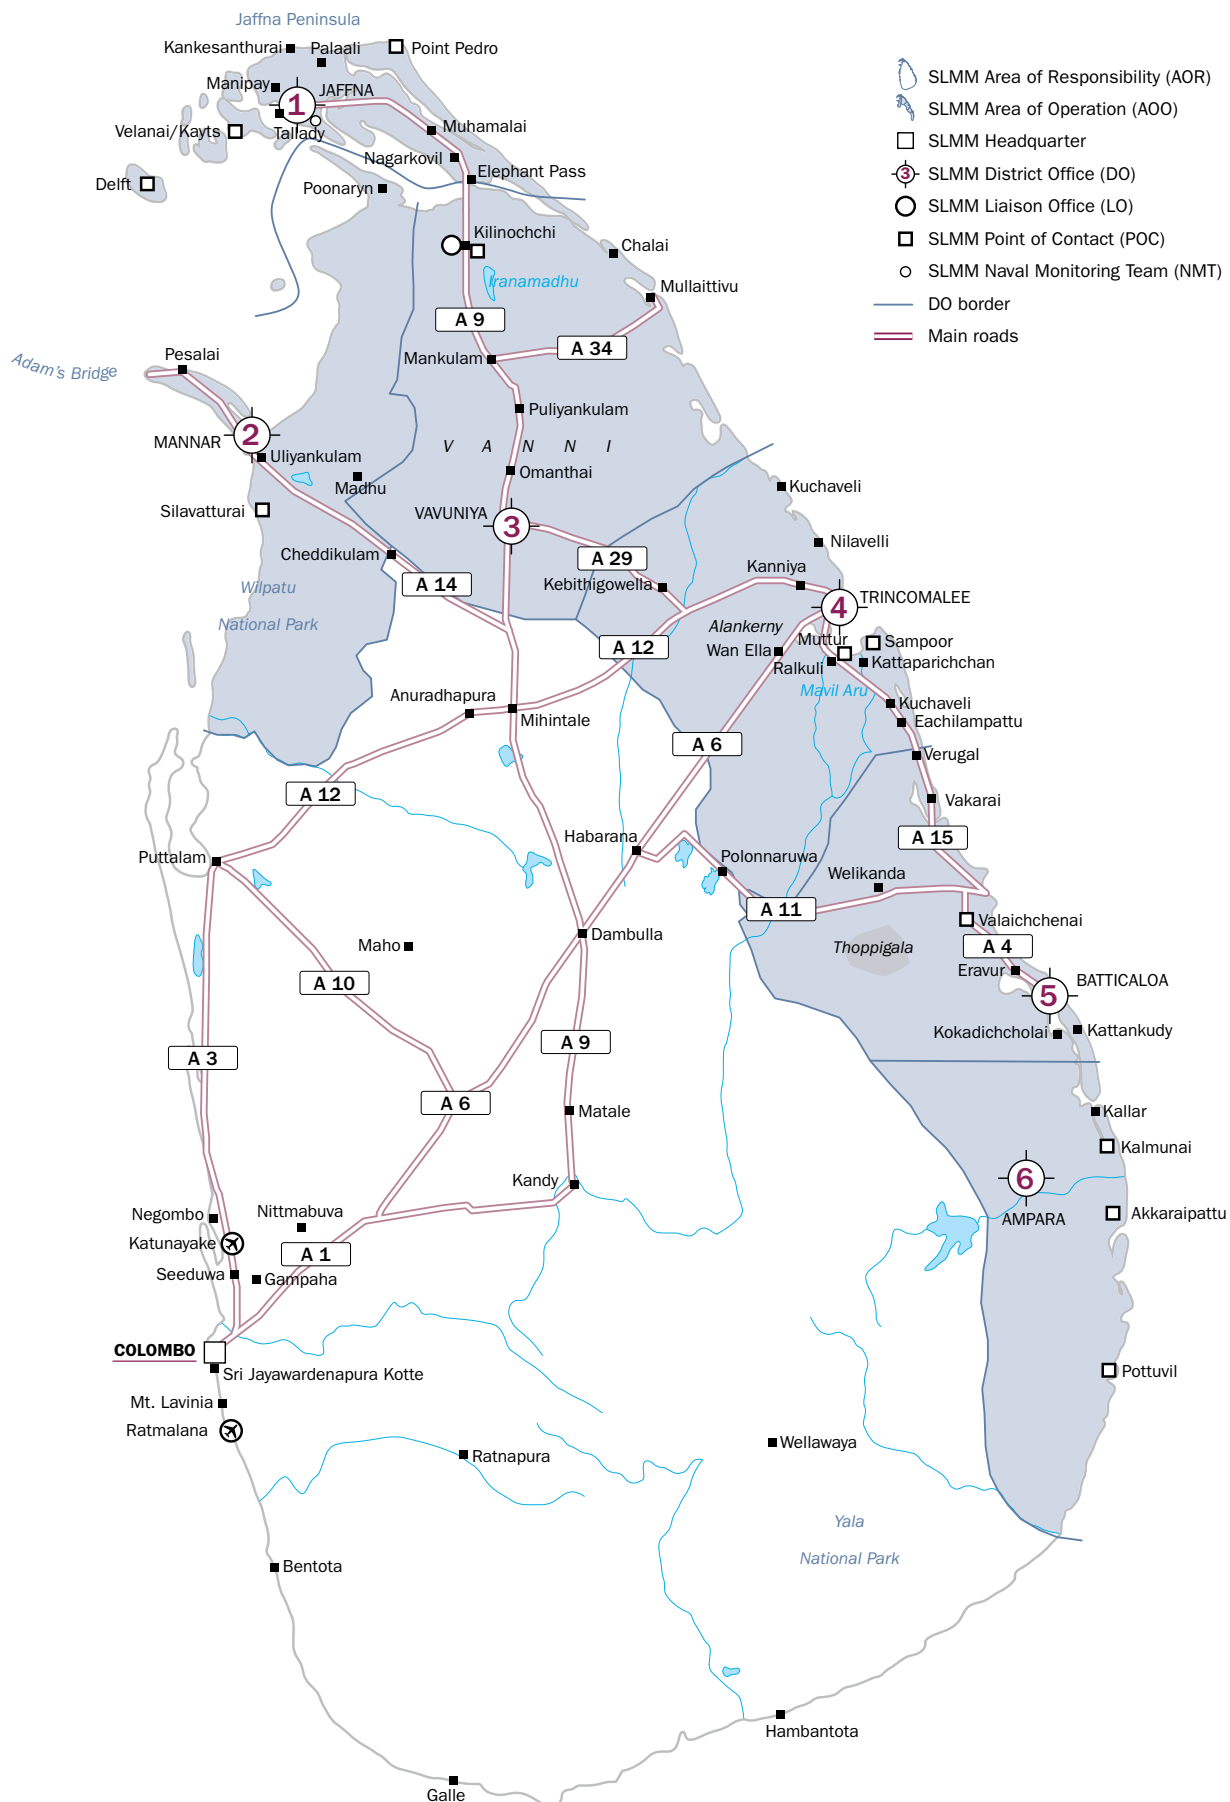 Jaffna Peninsula
Kankesanthurai
Palaali
Point Pedro
Manipay
1
JAFFNA
Tallady
Velanai/Kayts
Muhamalai
Nagarkovil
Elephant Pass
Delft
Poonaryn
Kilinochchi
Chalai
Iranamadhu
Mullaittivu
A 9
A 34
Mankulam
Adam's Bridge
Pesalai
Puliyankulam
2
MANNAR
V A N N I
Uliyankulam
Madhu
Omanthai
Silavatturai
VAVUNIYA
3
Kuchaveli
Nilavelli
Cheddikulam
A 29
A 14
Kebithigowella
Kanniya
Wilpatu
National Park
4
TRINCOMALEE
Alankerny
Wan Ella
Muttur
Sampoor
Ralkuli
Kattaparichchan
A 12
Mavil Aru
Anuradhapura
Mihintale
Kuchaveli
Eachilampattu
A 6
Verugal
A 12
Vakarai
Habarana
A 15
Puttalam
Polonnaruwa
Welikanda
A 11
Valaichchenai
Maho
Dambulla
Thoppigala
A 4
Eravur
A 10
5
BATTICALOA
Kokadichcholai
Kattankudy
A 9
A 3
A 6
Matale
Kallar
Kalmunai
Kandy
6
AMPARA
Akkaraipattu
Negombo
Nittmabuva
Katunayake
A 1
Seeduwa
Gampaha
COLOMBO
Sri Jayawardenapura Kotte
Pottuvil
Mt. Lavinia
Ratmalana
Wellawaya
Ratnapura
Yala
National Park
Bentota
Hambantota
Galle
SLMM Area of Responsibility (AOR)
SLMM Area of Operation (AOO)
SLMM Headquarter
3
SLMM District Office (DO)
SLMM Liaison Office (LO)
SLMM Point of Contact (POC)
SLMM Naval Monitoring Team (NMT)
DO border
Main roads